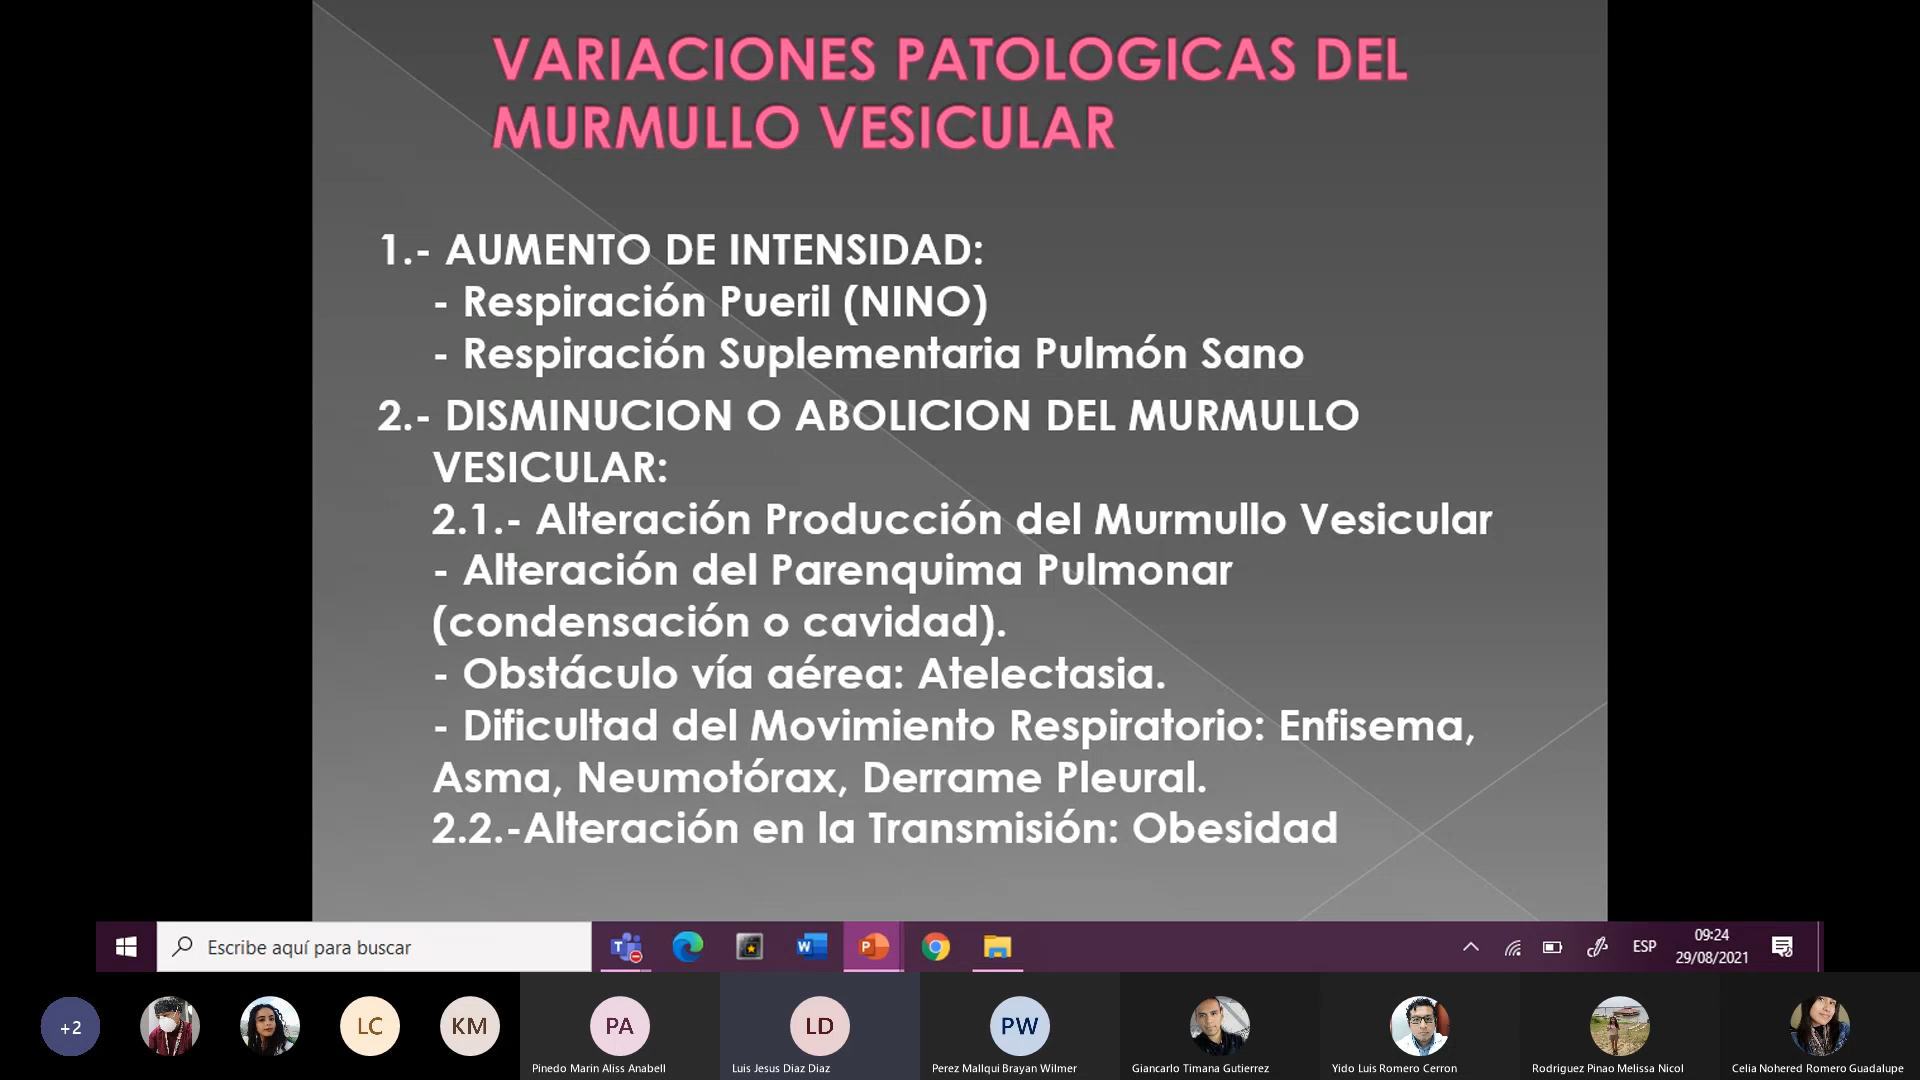 VARIACIONES PATOLOGICAS DEL
MURMULLO VESICULAR
1.- AUMENTO DE INTENSIDAD:
- Respiración Pueril (NINO)
- Respiración Suplementaria Pulmón Sano
2.- DISMINUCION O ABOLICION DEL MURMULLO
VESICULAR:
2.1.- Alteración Producción del Murmullo Vesicular
- Alteración del Parenquima Pulmonar
(condensación o cavidad).
- Obstáculo vía aérea: Atelectasia.
- Dificultad del Movimiento Respiratorio: Enfisema,
Asma, Neumotórax, Derrame Pleural.
2.2.-Alteración en la Transmisión: Obesidad
Escribe aquí para buscar
ESP
09:24
29/08/2021
+2
LC
KM
PA
LD
PW
Pinedo Marin Aliss Anabell
Luis Jesus Diaz Diaz
Perez Mallqui Brayan Wilmer
Giancarlo Timana Gutierrez
Yido Luis Romero Cerron
Rodriguez Pinao Melissa Nicol
Celia Nohered Romero Guadalupe